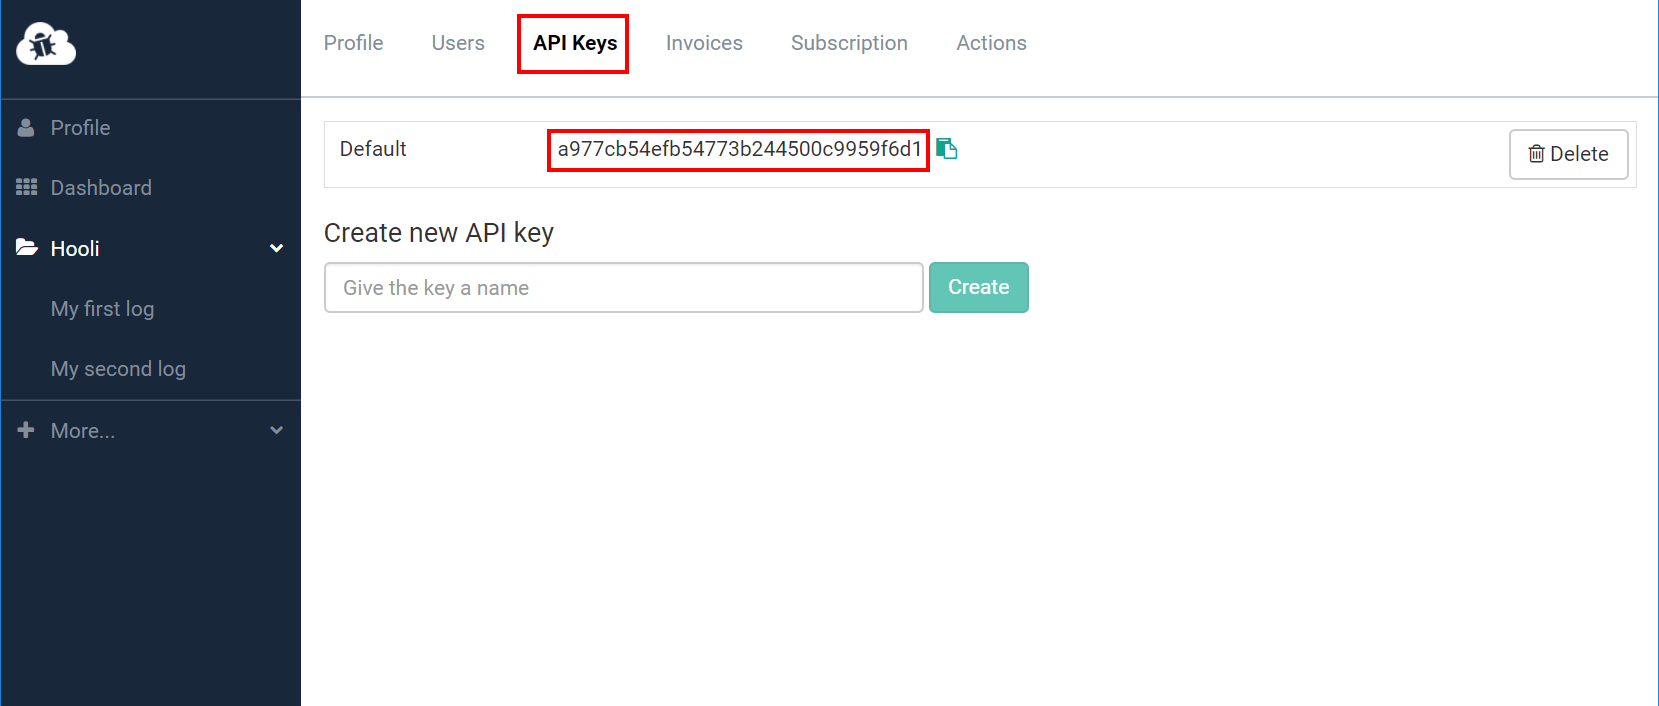 Profile Users API Keys Invoices Subscription Actions
Profile
Dashboard
Hooli
My first log
My second log
More...
Default a977cb54efb54773b244500c9959f6d1 Delete
Create new API key
Give the key a name Create